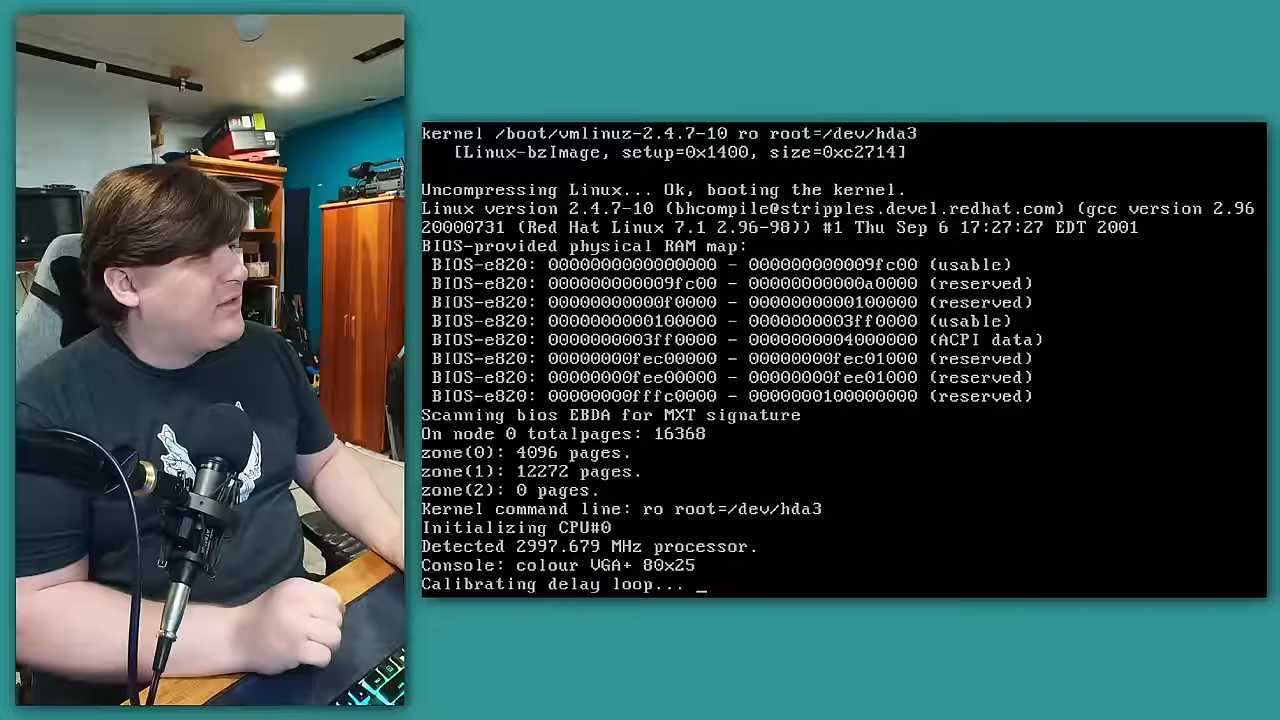 kernel /boot/vmlinuz-2.4.7-10 ro root=/dev/hda3
[Linux-bzImage, setup=0x1400, size=0xc2714]
Uncompressing Linux... Ok, booting the kernel.
Linux version 2.4.7-10 (bhcompile@stripples.devel.redhat.com) (gcc version 2.96
20000731 (Red Hat Linux 7.1 2.96-98)) #1 Thu Sep 6 17:27:27 EDT 2001
BIOS-provided physical RAM map:
BIOS-e820: 0000000000000000 - 000000000009fc00 (usable)
BIOS-e820: 000000000009fc00 - 00000000000a0000 (reserved)
BIOS-e820: 00000000000f0000 - 0000000000100000 (reserved)
BIOS-e820: 0000000000100000 - 0000000003ff0000 (usable)
BIOS-e820: 0000000003ff0000 - 0000000004000000 (ACPI data)
BIOS-e820: 00000000fec00000 - 00000000fec01000 (reserved)
BIOS-e820: 00000000fee00000 - 00000000fee01000 (reserved)
BIOS-e820: 00000000fffc0000 - 0000000100000000 (reserved)
Scanning bios EBDA for MXT signature
On node 0 totalpages: 16368
zone(0): 4096 pages.
zone(1): 12272 pages.
zone(2): 0 pages.
Kernel command line: ro root=/dev/hda3
Initializing CPU#0
Detected 2997.679 MHz processor.
Console: colour VGA+ 80x25
Calibrating delay loop... _